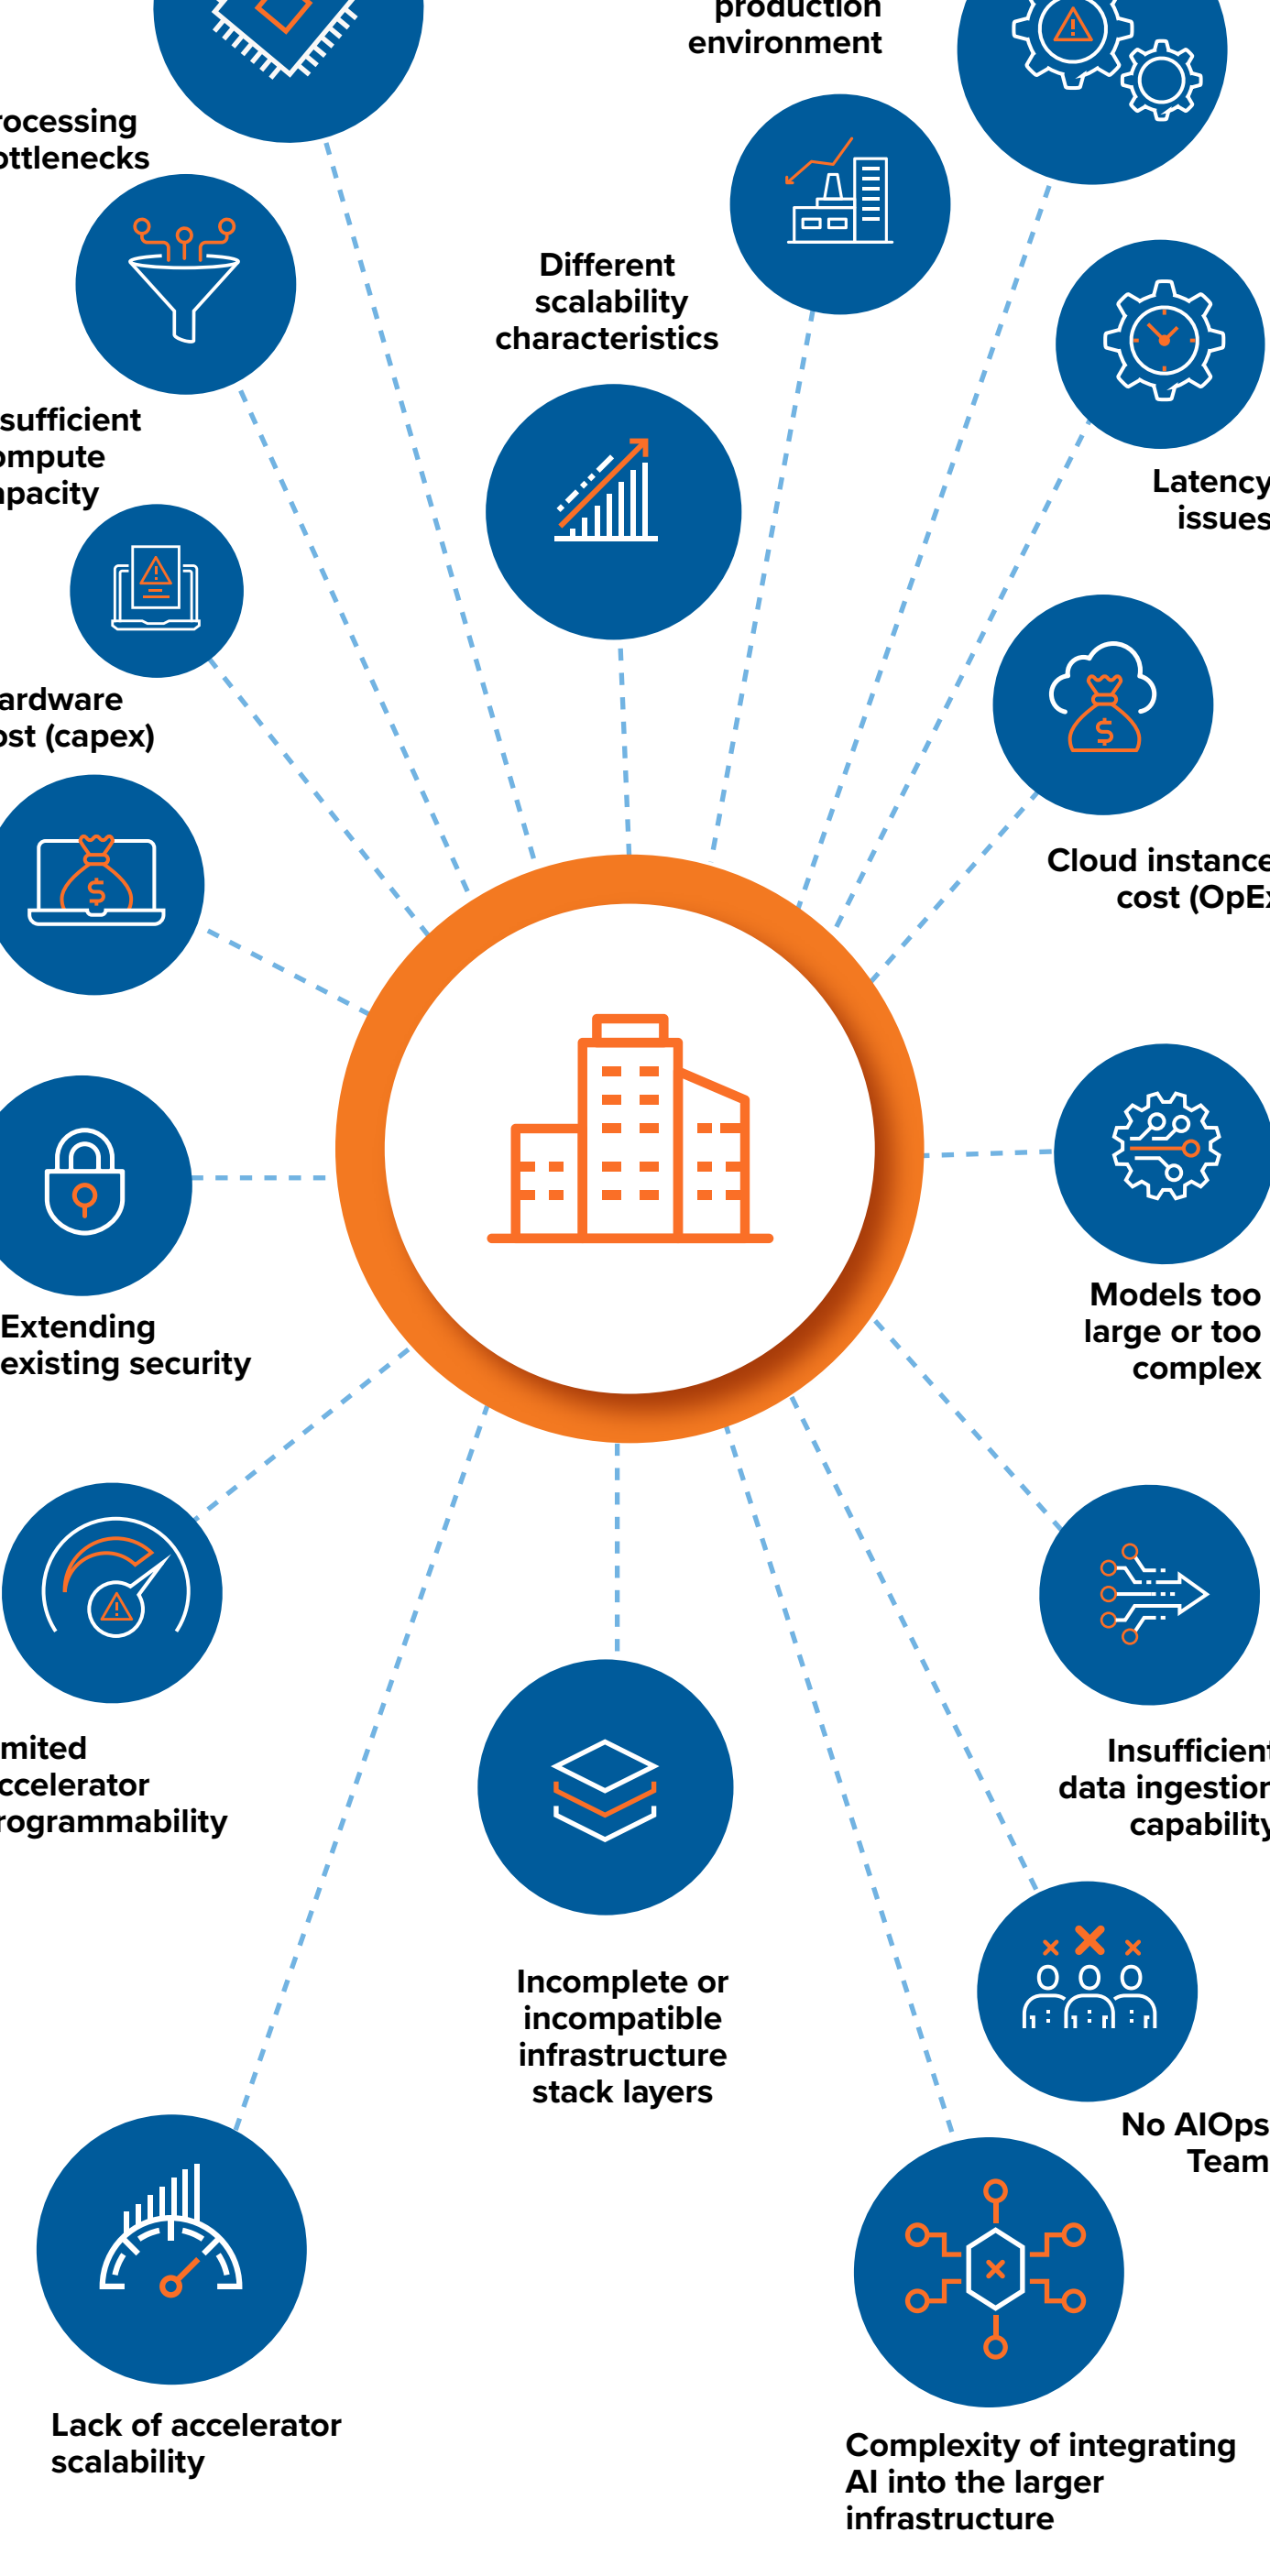 production
environment
rocessing
ottlenecks
Different
scalability
characteristics
sufficient
ompute
apacity
Latency
issues
ardware
ost (capex)
Cloud instance
cost (OpEx
Extending
existing security
Models too
large or too
complex
mited
ccelerator
rogrammability
Insufficient
data ingestion
capability
Incomplete or
incompatible
infrastructure
stack layers
No AIOps
Team
Lack of accelerator
scalability
Complexity of integrating
AI into the larger
infrastructure